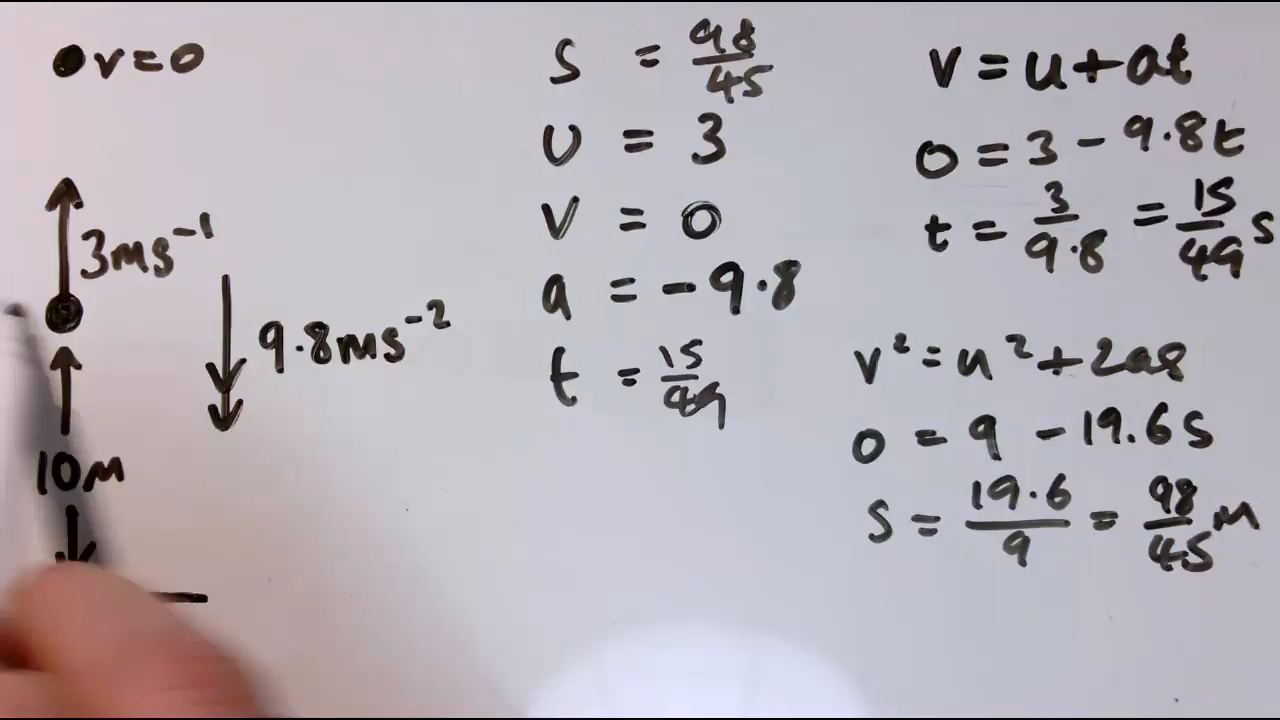 v = 0
3ms⁻¹
9.8ms⁻²
10m
s = 98/45
u = 3
v = 0
a = -9.8
t = 15/49
v = u + at
0 = 3 - 9.8t
t = 3/9.8 = 15/49 s
v² = u² + 2as
0 = 9 - 19.6s
s = 19.6/9 = 98/45 m